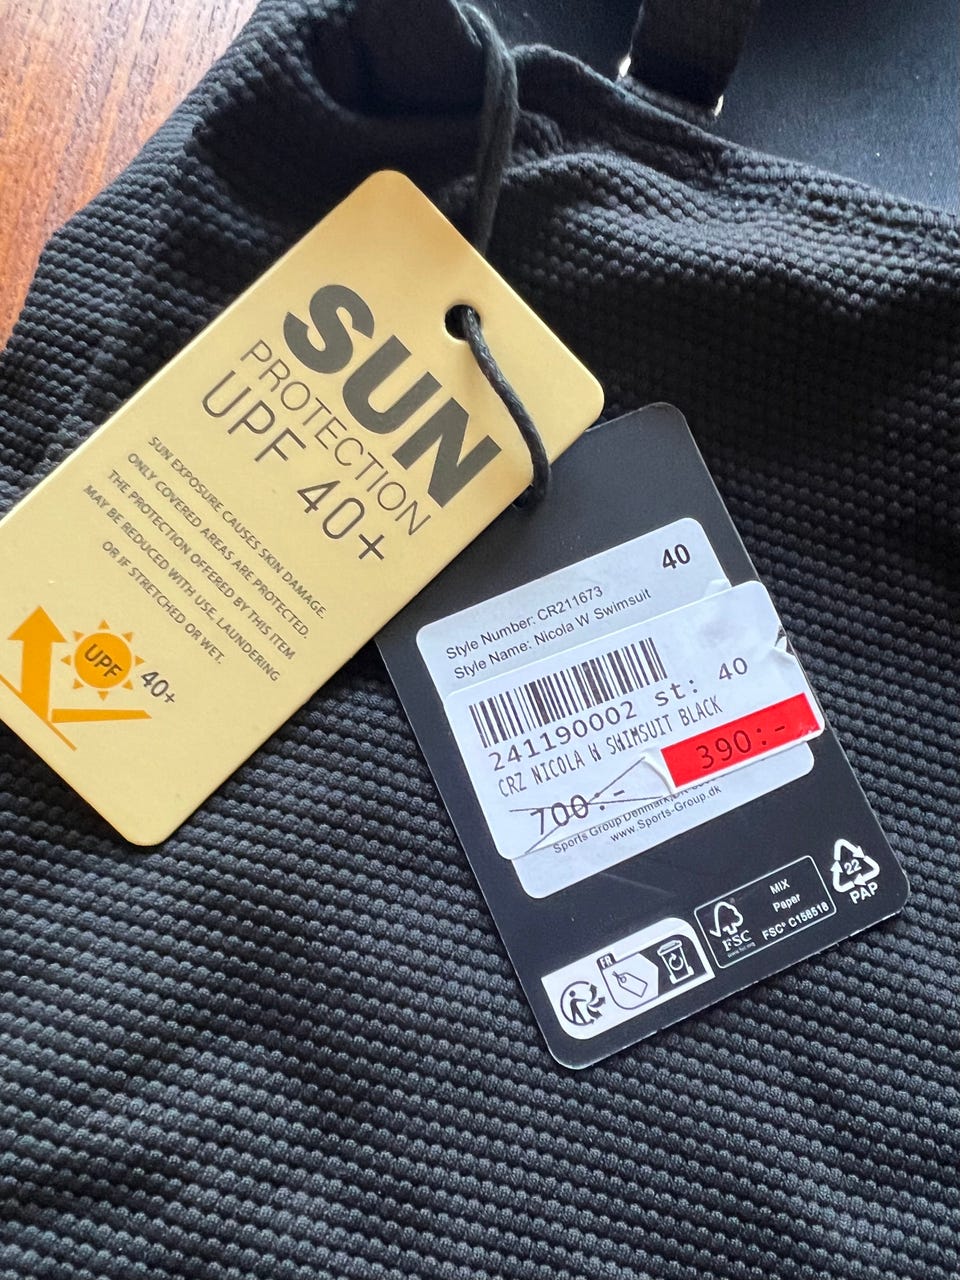 SUN
PROTECTION
UPF 40+
SUN EXPOSURE CAUSES SKIN DAMAGE.
ONLY COVERED AREAS ARE PROTECTED.
THE PROTECTION OFFERED BY THIS ITEM
MAY BE REDUCED WITH USE, LAUNDERING
OR IF STRETCHED OR WET.
UPF 40+
40
Style Number: CR211673
Style Name: Nicola W Swimsuit
241190002 st: 40
CRZ NICOLA W SWIMSUIT BLACK
700:-
390:-
Sports Group Denmark,
www.Sports-Group.dk
FR
FSC
MIX
Paper
FSC® C158518
22
PAP